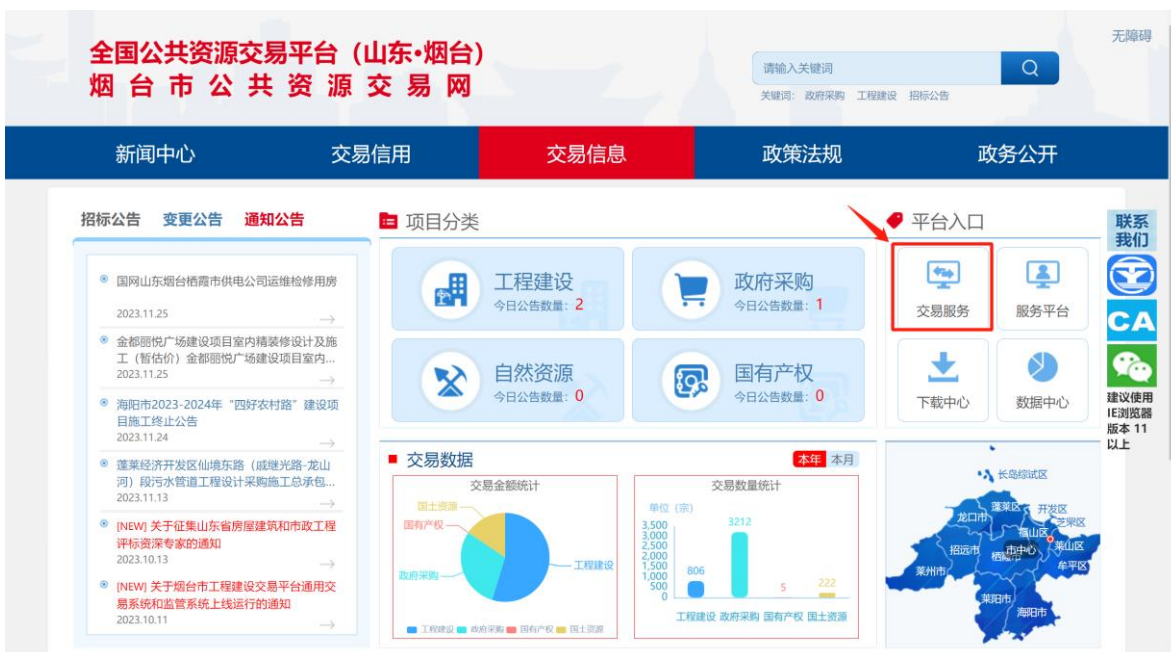 无障碍
全国公共资源交易平台（山东·烟台）
烟台市公共资源交易网
请输入关键词
关键词： 政府采购 工程建设 招标公告
新闻中心 交易信用 交易信息 政策法规 政务公开
招标公告 变更公告 通知公告
国网山东烟台栖霞市供电公司运维检修用房
2023.11.25
金都丽悦广场建设项目室内精装修设计及施
工（暂估价）金都丽悦广场建设项目室内...
2023.11.25
海阳市2023-2024年“四好农村路”建设项
目施工终止公告
2023.11.24
蓬莱经济开发区仙境东路（戚继光路-龙山
河）段污水管道工程设计采购施工总承包...
2023.11.13
[NEW] 关于征集山东省房屋建筑和市政工程
评标资深专家的通知
2023.10.13
[NEW] 关于烟台市工程建设交易平台通用交
易系统和监管系统上线运行的通知
2023.10.11
项目分类
工程建设
今日公告数量：2
政府采购
今日公告数量：1
自然资源
今日公告数量：0
国有产权
今日公告数量：0
平台入口
交易服务
服务平台
下载中心
数据中心
联系
我们
CA
建议使用
IE浏览器
版本 11
以上
交易数据
本年 本月
交易金额统计
国土资源
国有产权
政府采购
工程建设
工程建设 政府采购 国有产权 国土资源
交易数量统计
单位（宗）
3,500
3,000
2,500
2,000
1,500
1,000
500
0
806
3212
5
222
工程建设 政府采购 国有产权 国土资源
长岛综试区
蓬莱区
开发区
龙口市
芝罘区
福山区
招远市
市中心
莱山区
牟平区
莱州市
莱阳市
海阳市